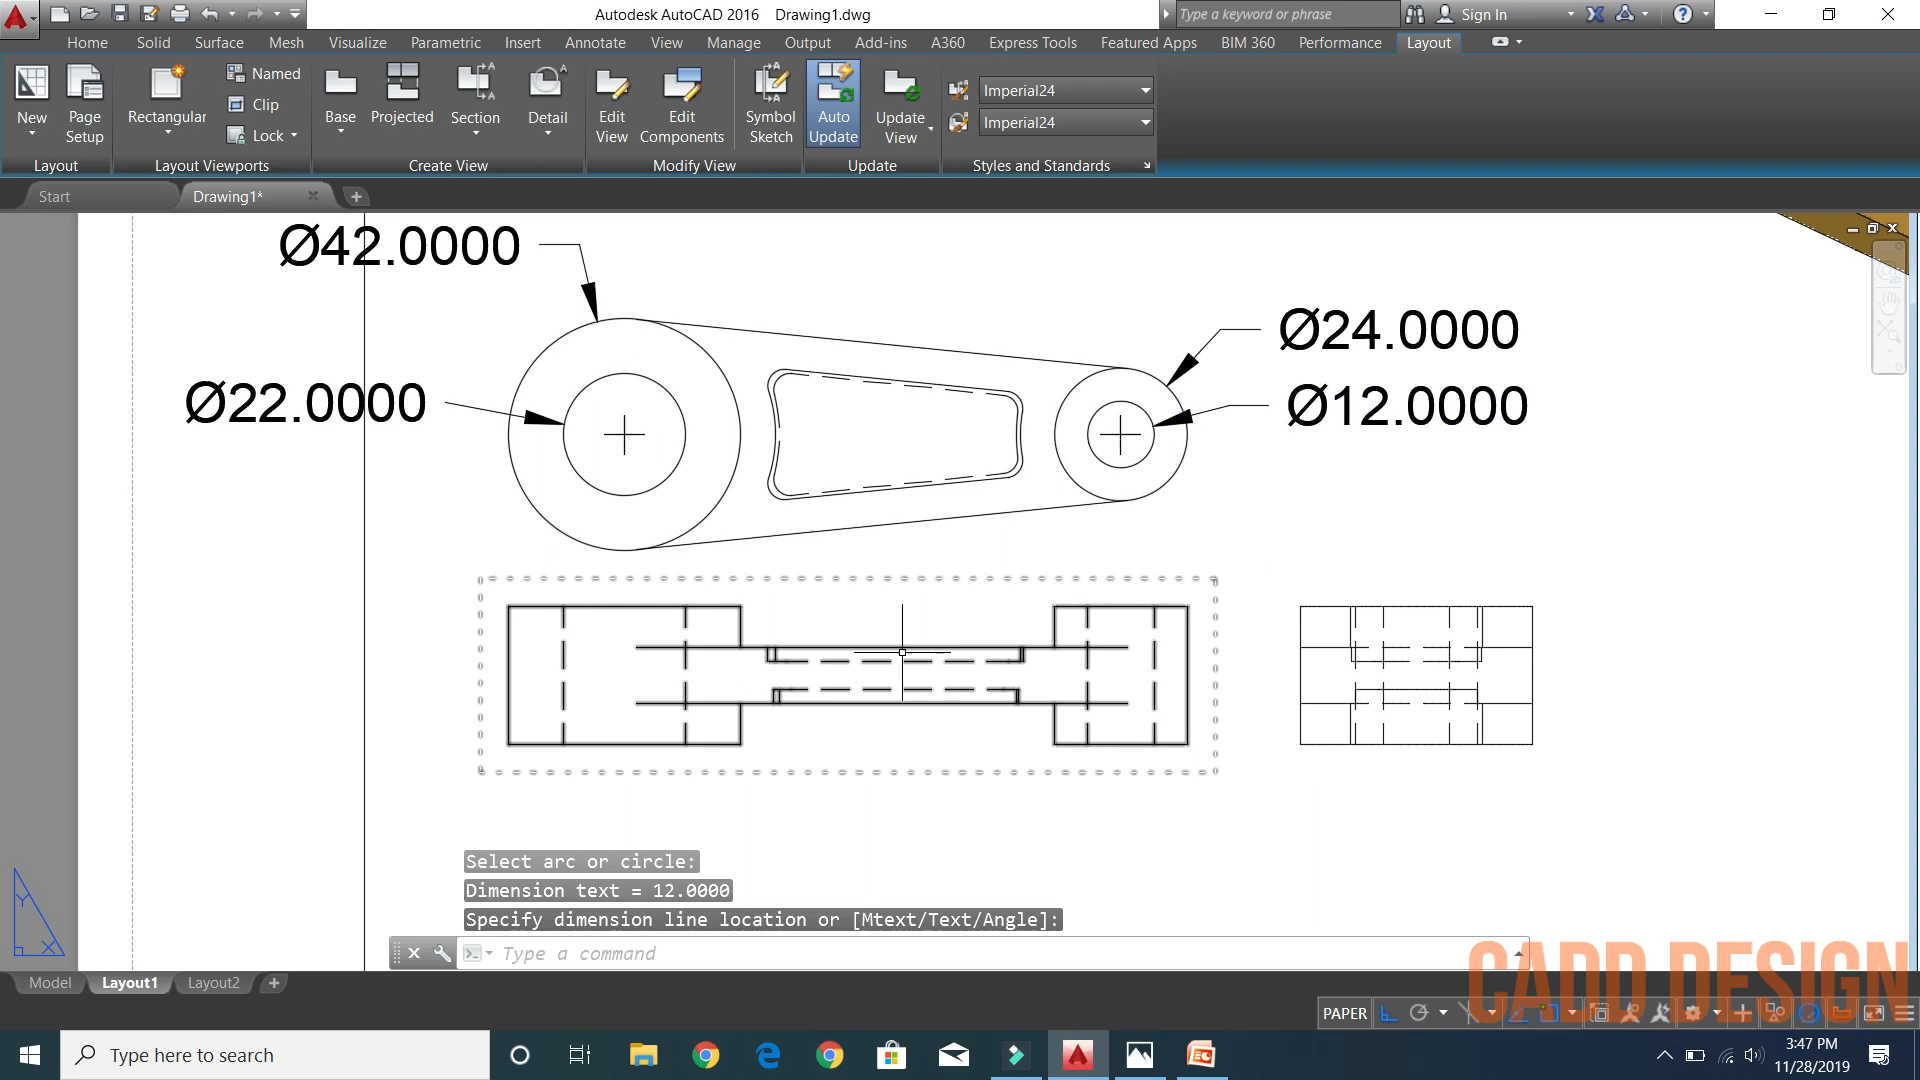 Autodesk AutoCAD 2016 Drawing1.dwg
Type a keyword or phrase
Sign In
Home Solid Surface Mesh Visualize Parametric Insert Annotate View Manage Output Add-ins A360 Express Tools Featured Apps BIM 360 Performance Layout
New
Page Setup
Rectangular
Named
Clip
Lock
Base
Projected
Section
Detail
Edit View
Edit Components
Symbol Sketch
Auto Update
Update View
Imperial24
Imperial24
Layout
Layout Viewports
Create View
Modify View
Update
Styles and Standards
Start
Drawing1*
Ø42.0000
Ø24.0000
Ø22.0000
Ø12.0000
Select arc or circle:
Dimension text = 12.0000
Specify dimension line location or [Mtext/Text/Angle]:
Type a command
Y
X
CADD DESIGN
Model
Layout1
Layout2
PAPER
Type here to search
3:47 PM
11/28/2019